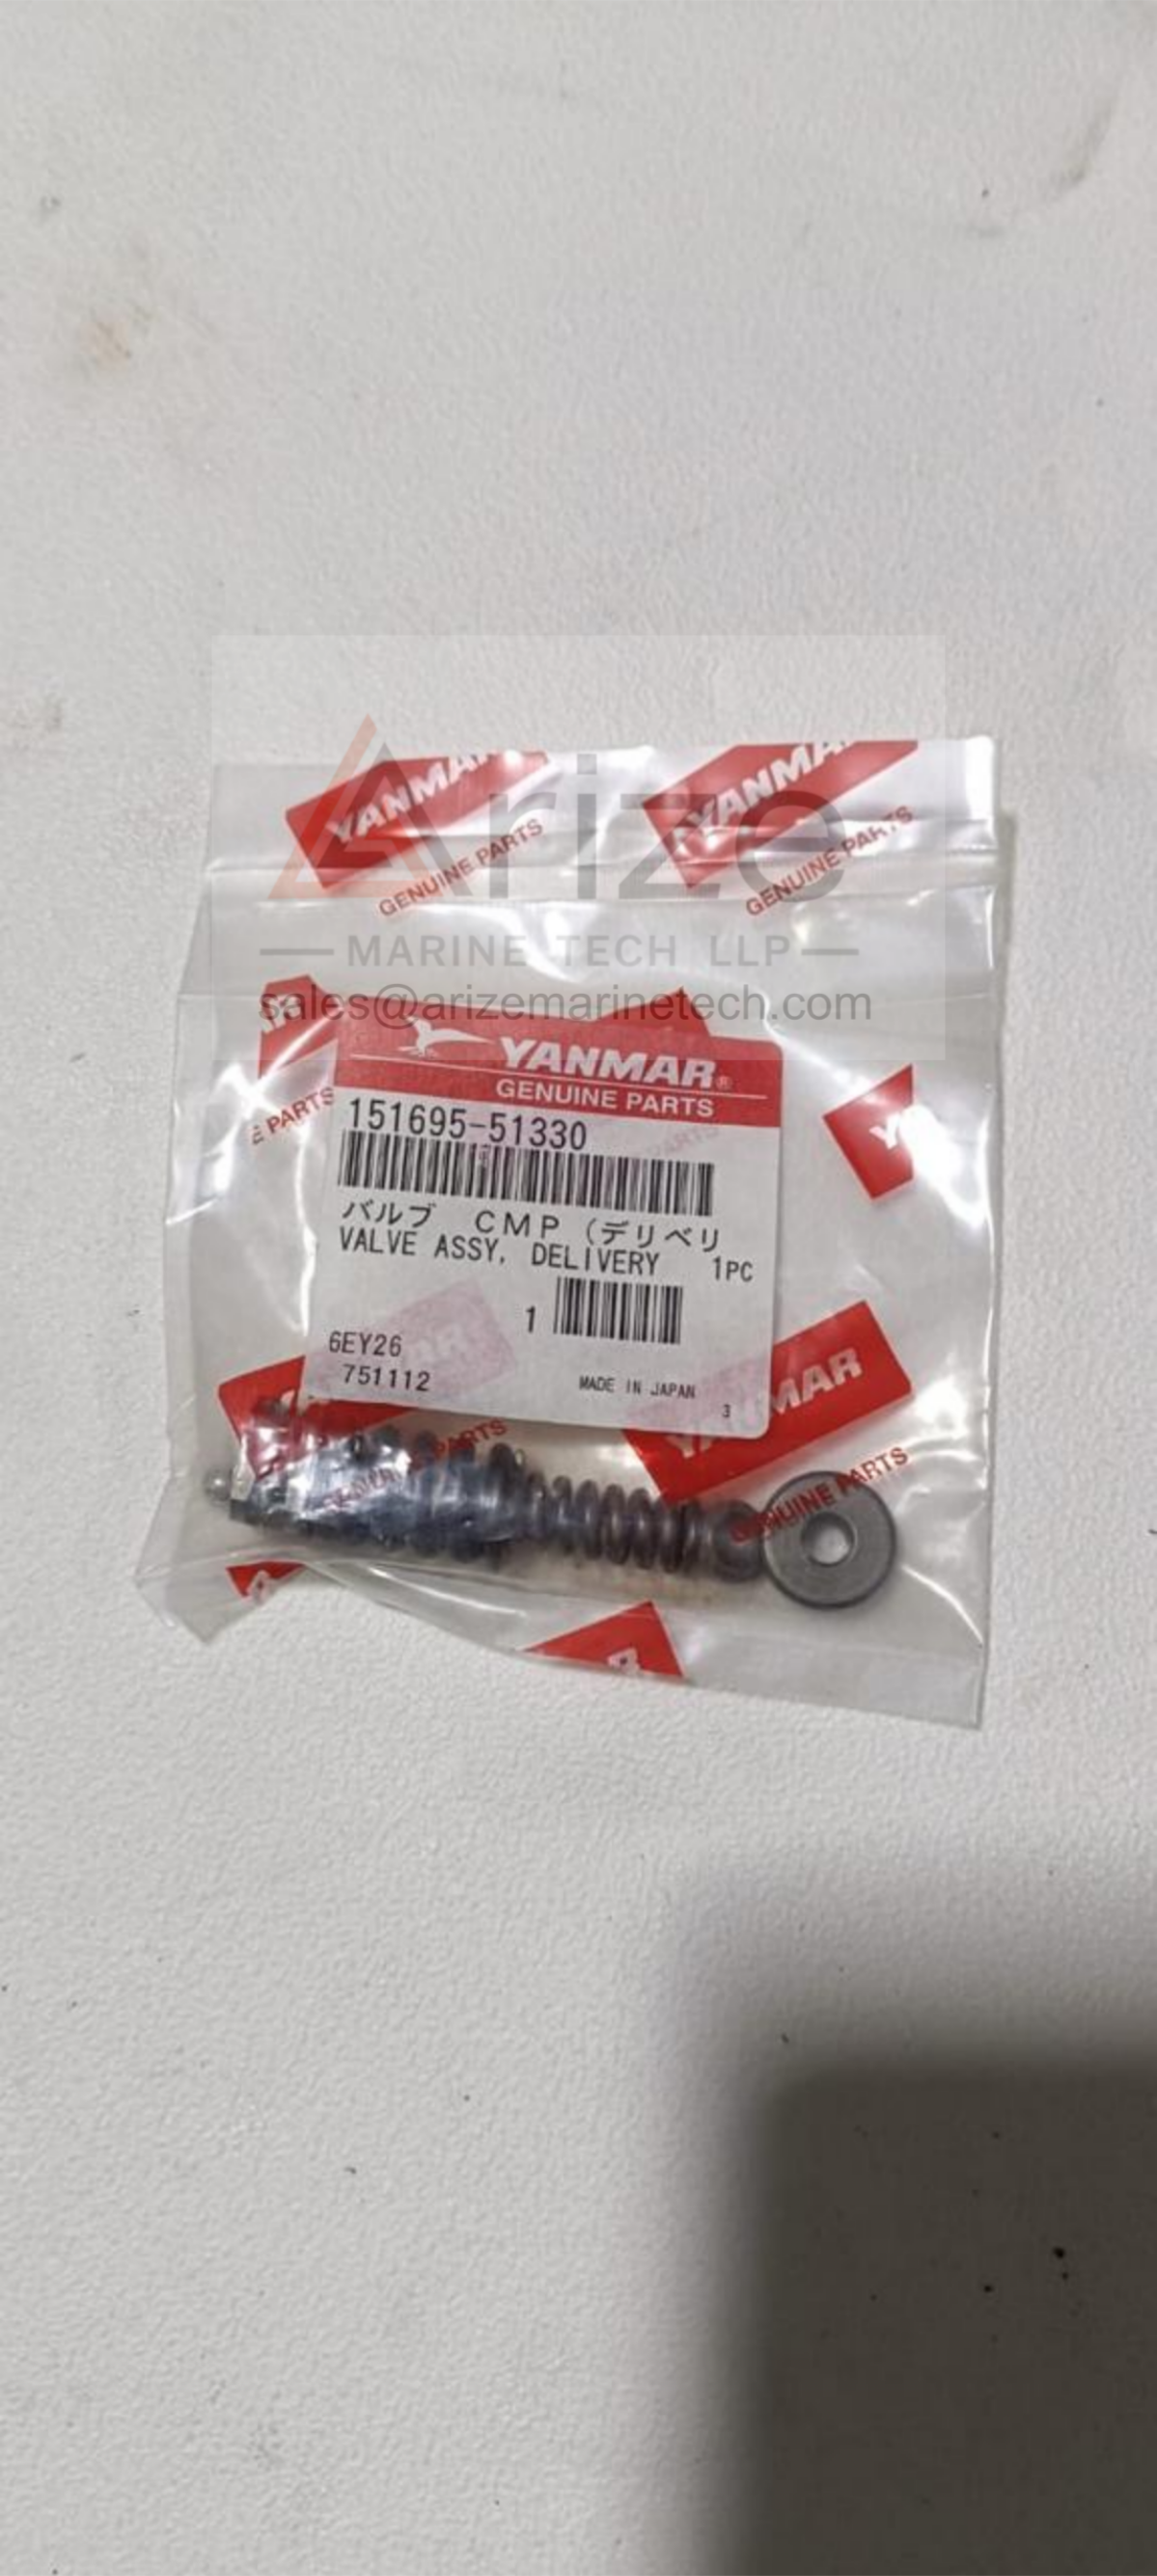 YANMAR
GENUINE PARTS
YANMAR
GENUINE PARTS
Arize
MARINE TECH LLP
sales@arizemarinetech.com
YANMAR®
GENUINE PARTS
E PARTS
151695-51330
バルブ CMP(デリベリ
VALVE ASSY, DELIVERY 1PC
1
6EY26
751112
MADE IN JAPAN
3
YANMAR
GENUINE PARTS